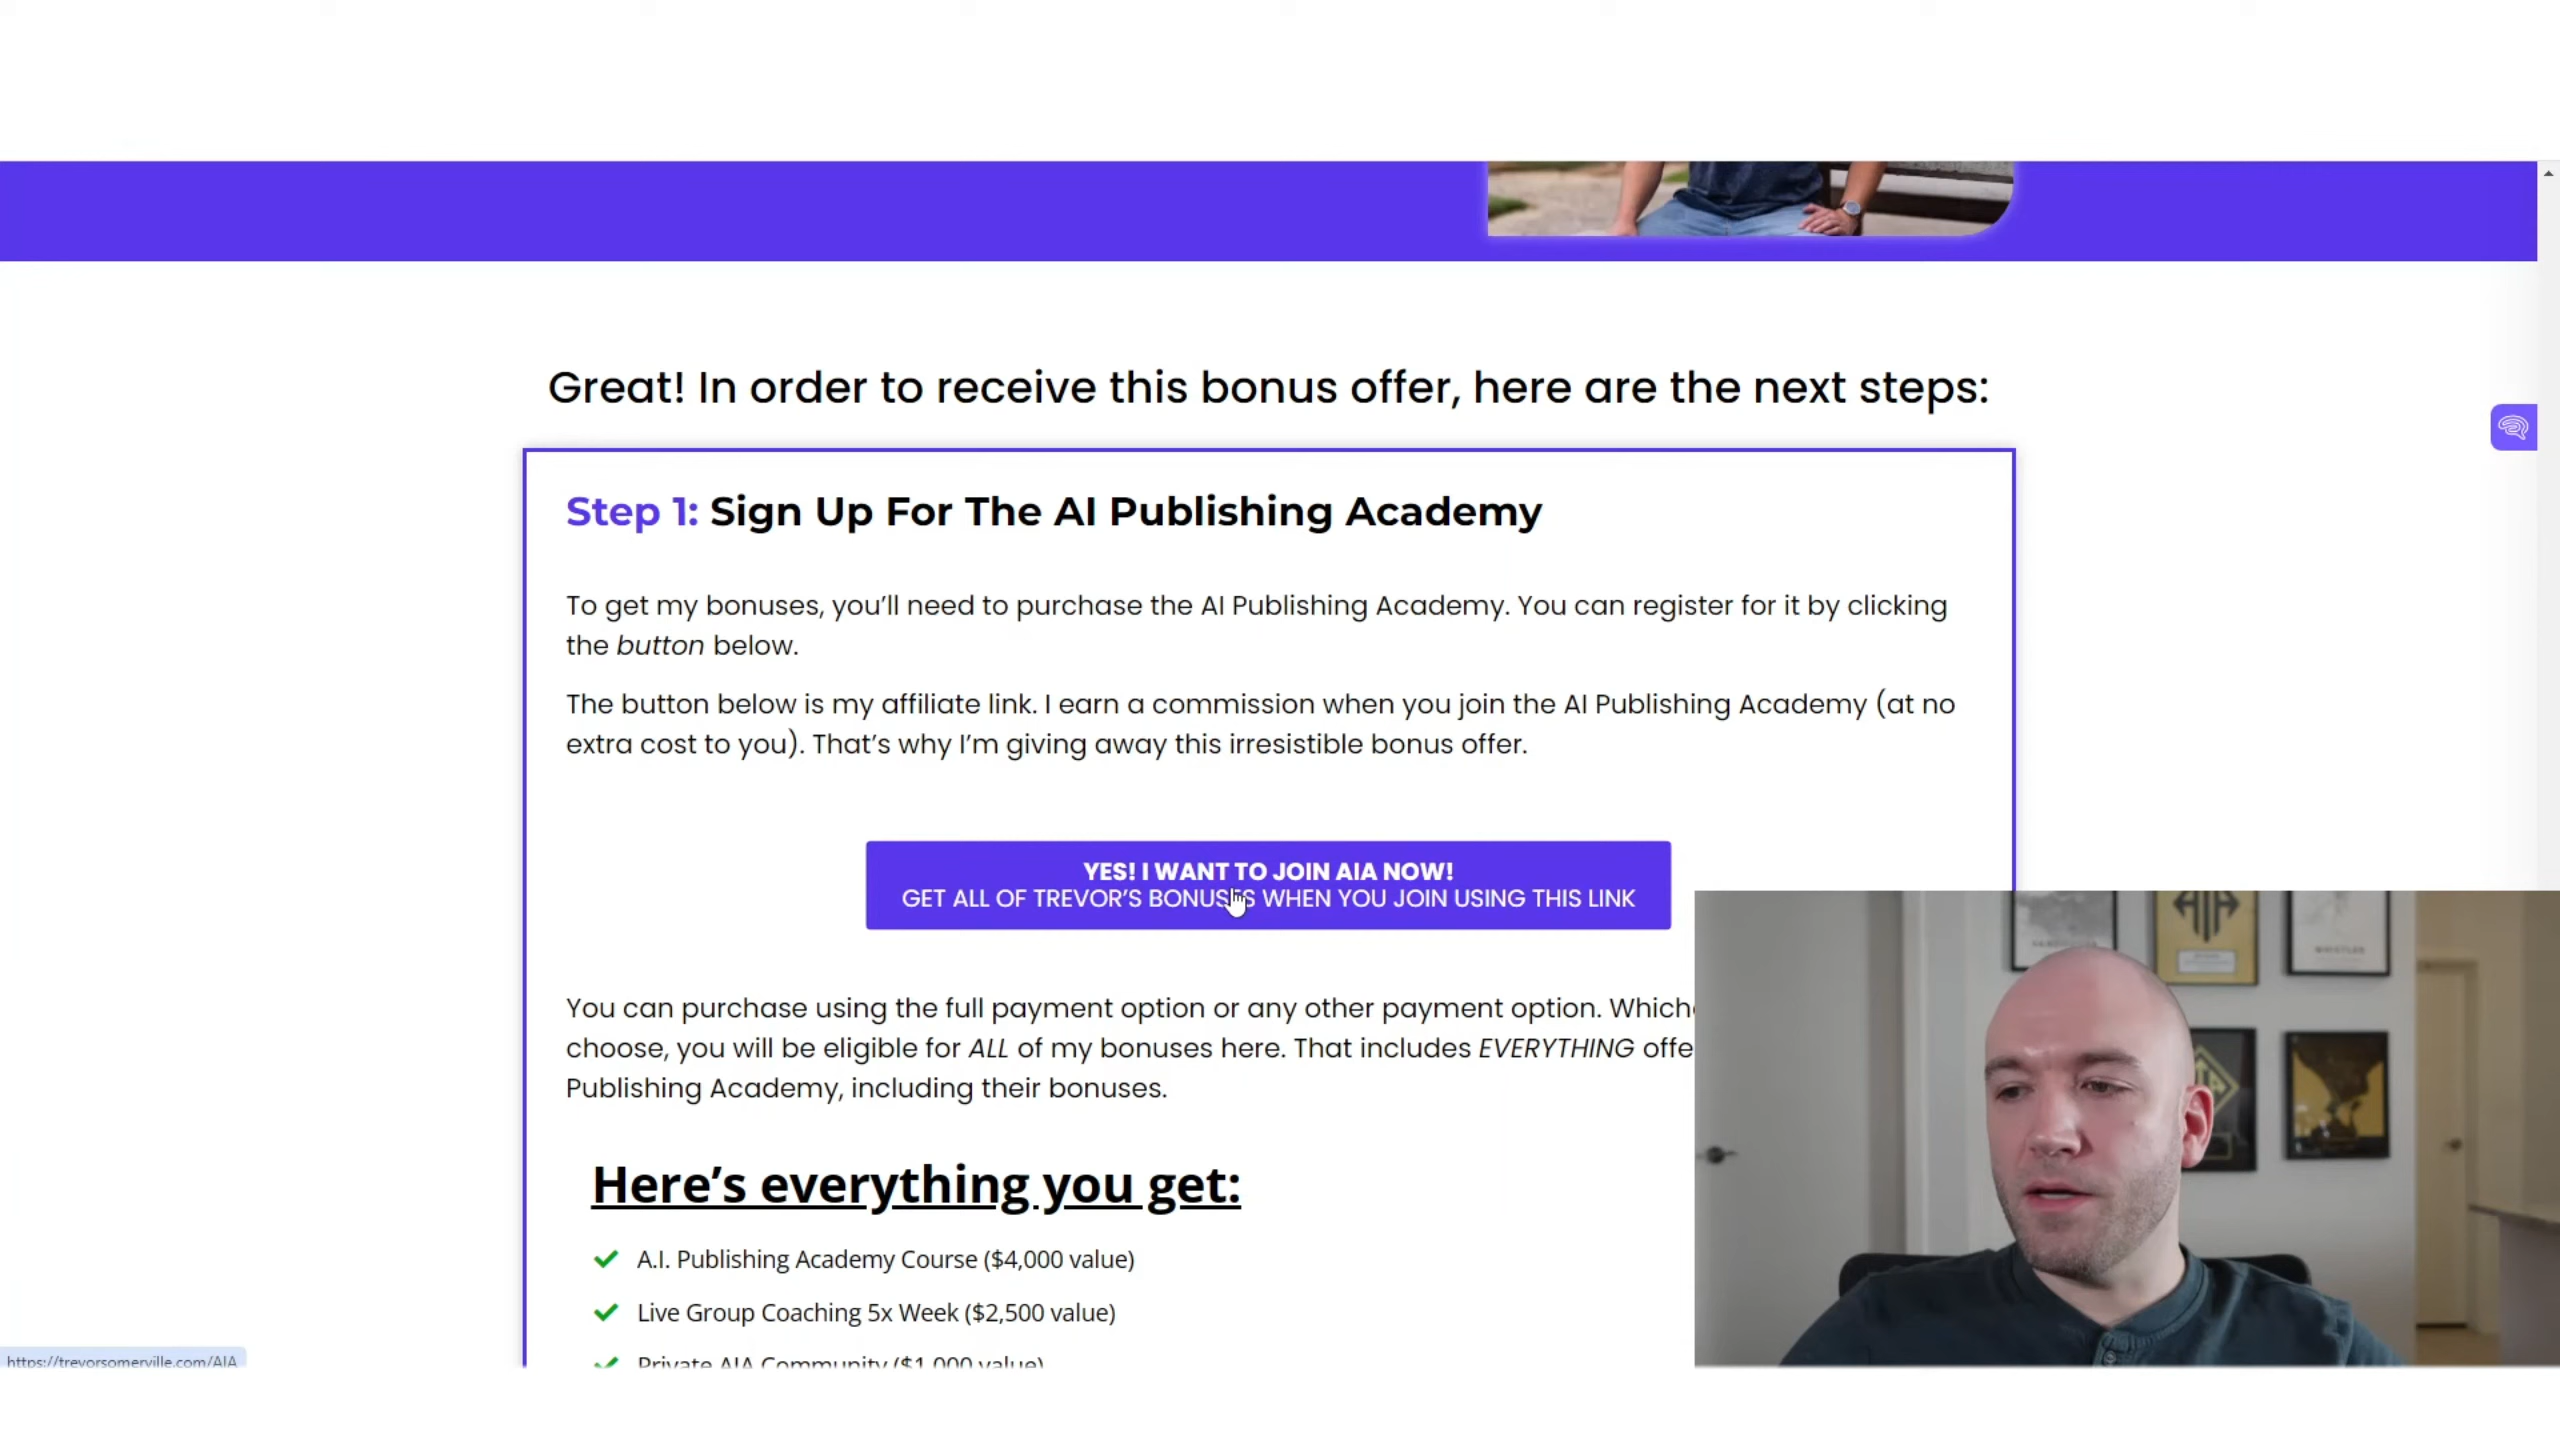 Great! In order to receive this bonus offer, here are the next steps:
Step 1: Sign Up For The AI Publishing Academy
To get my bonuses, you'll need to purchase the AI Publishing Academy. You can register for it by clicking
the button below.
The button below is my affiliate link. I earn a commission when you join the AI Publishing Academy (at no
extra cost to you). That's why I'm giving away this irresistible bonus offer.
YES! I WANT TO JOIN AIA NOW!
GET ALL OF TREVOR'S BONUSES WHEN YOU JOIN USING THIS LINK
You can purchase using the full payment option or any other payment option.
choose, you will be eligible for ALL of my bonuses here. That includes EVERYTHING
Publishing Academy, including their bonuses.
Here's everything you get:
A.I. Publishing Academy Course ($4,000 value)
Live Group Coaching 5x Week ($2,500 value)
Private AIA Community ($1,000 value)
https://trevorsomerville.com/AIA
AIA
WHISTLER